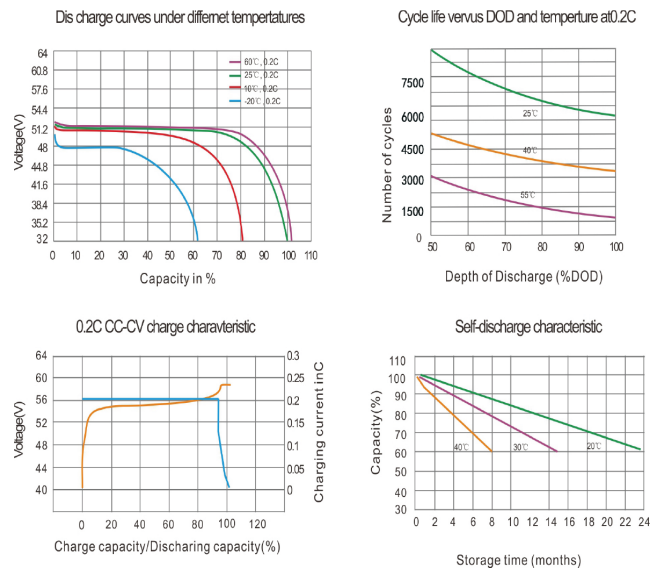 Dis charge curves under differnet tempertatures
64
60.8
57.6
54.4
51.2
48
44.8
41.6
38.4
35.2
32
Voltage(V)
60℃, 0.2C
25℃, 0.2C
10℃, 0.2C
-20℃, 0.2C
0 10 20 30 40 50 60 70 80 90 100 110
Capacity in %
Cycle life vervus DOD and temperture at0.2C
7500
6000
4500
3000
1500
0
Number of cycles
25℃
40℃
55℃
50 60 70 80 90 100
Depth of Discharge (%DOD)
0.2C CC-CV charge charavteristic
64
60
56
52
48
44
40
Voltage(V)
0.3
0.25
0.2
0.15
0.1
0.05
0
Charging current inC
0 20 40 60 80 100 120
Charge capacity/Discharing capacity(%)
Self-discharge characteristic
110
100
90
80
70
60
50
40
30
Capacity(%)
40℃
30℃
20℃
0 2 4 6 8 10 12 14 16 18 20 22 24
Storage time (months)